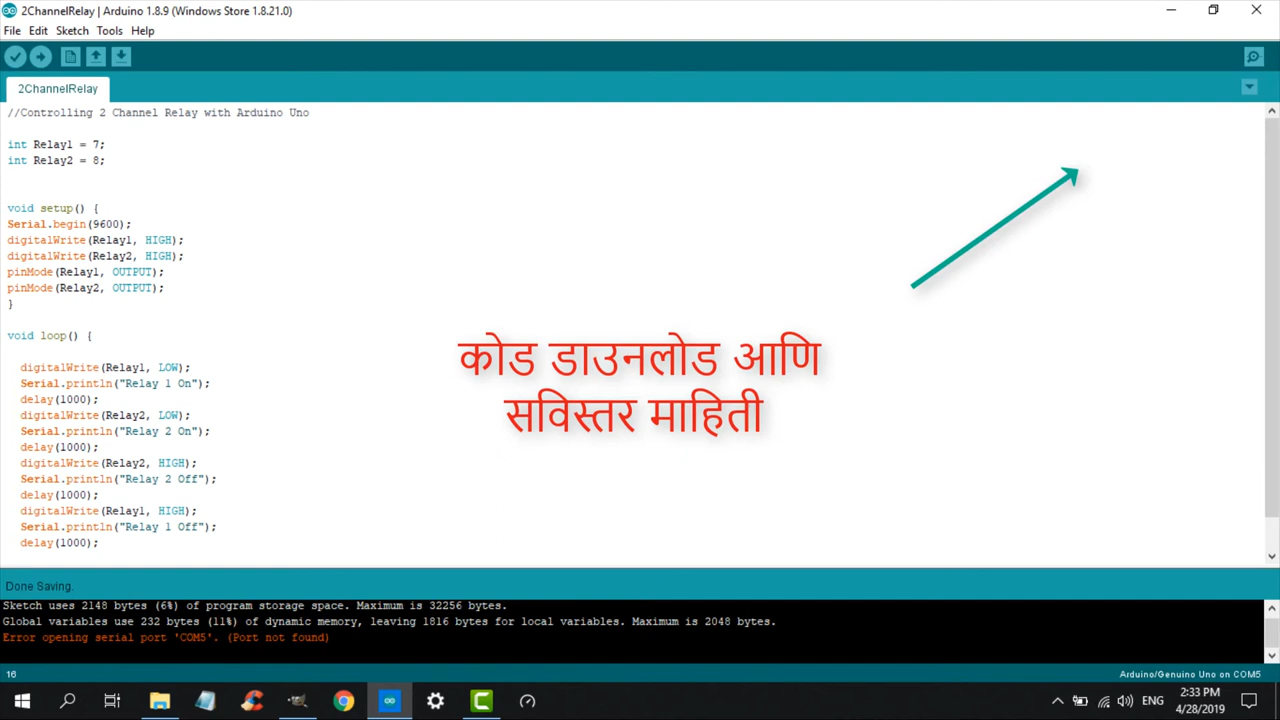 2ChannelRelay | Arduino 1.8.9 (Windows Store 1.8.21.0)
File Edit Sketch Tools Help
2ChannelRelay
//Controlling 2 Channel Relay with Arduino Uno
int Relay1 = 7;
int Relay2 = 8;
void setup() {
Serial.begin(9600);
digitalWrite(Relay1, HIGH);
digitalWrite(Relay2, HIGH);
pinMode(Relay1, OUTPUT);
pinMode(Relay2, OUTPUT);
}
void loop() {
digitalWrite(Relay1, LOW);
Serial.println("Relay 1 On");
delay(1000);
digitalWrite(Relay2, LOW);
Serial.println("Relay 2 On");
delay(1000);
digitalWrite(Relay2, HIGH);
Serial.println("Relay 2 Off");
delay(1000);
digitalWrite(Relay1, HIGH);
Serial.println("Relay 1 Off");
delay(1000);
कोड डाउनलोड आणि
सविस्तर माहिती
Done Saving.
Sketch uses 2148 bytes (6%) of program storage space. Maximum is 32256 bytes.
Global variables use 232 bytes (11%) of dynamic memory, leaving 1816 bytes for local variables. Maximum is 2048 bytes.
Error opening serial port 'COM5'. (Port not found)
16 Arduino/Genuino Uno on COM5
ENG 2:33 PM
4/28/2019